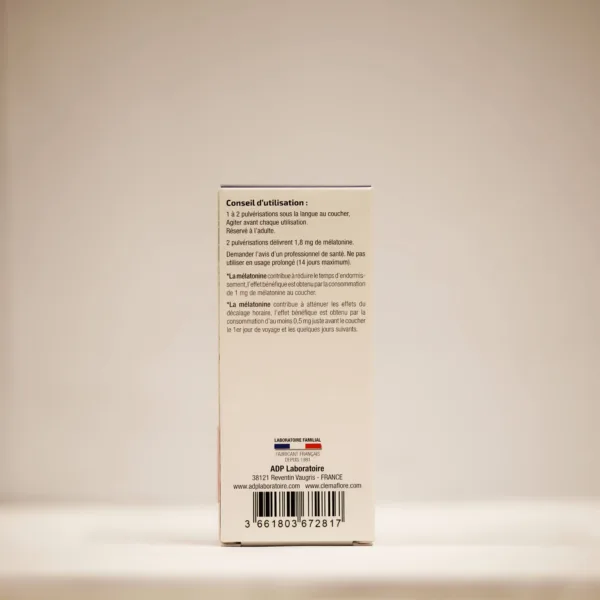 Conseil d'utilisation :
1 à 2 pulvérisations sous la langue au coucher,
Agiter avant chaque utilisation.
Réservé à l'adulte.
2 pulvérisations délivrent 1,8 mg de mélatonine.
Demander l'avis d'un professionnel de santé. Ne pas
utiliser en usage prolongé (14 jours maximum).
*La mélatonine contribue à réduire le temps d'endormis-
sement, l'effet bénéfique est obtenu par la consommation
de 1 mg de mélatonine au coucher.
*La mélatonine contribue à atténuer les effets du
décalage horaire, l'effet bénéfique est obtenu par la
consommation d'au moins 0,5 mg juste avant le coucher
le 1er jour de voyage et les quelques jours suivants.
LABORATOIRE FAMILIAL
FABRICANT FRANÇAIS
DEPUIS
ADP Laboratoire
38121 Reventin Vaugris - FRANCE
www.adplaboratoire.com www.clemaflore.com
3 661803 672817